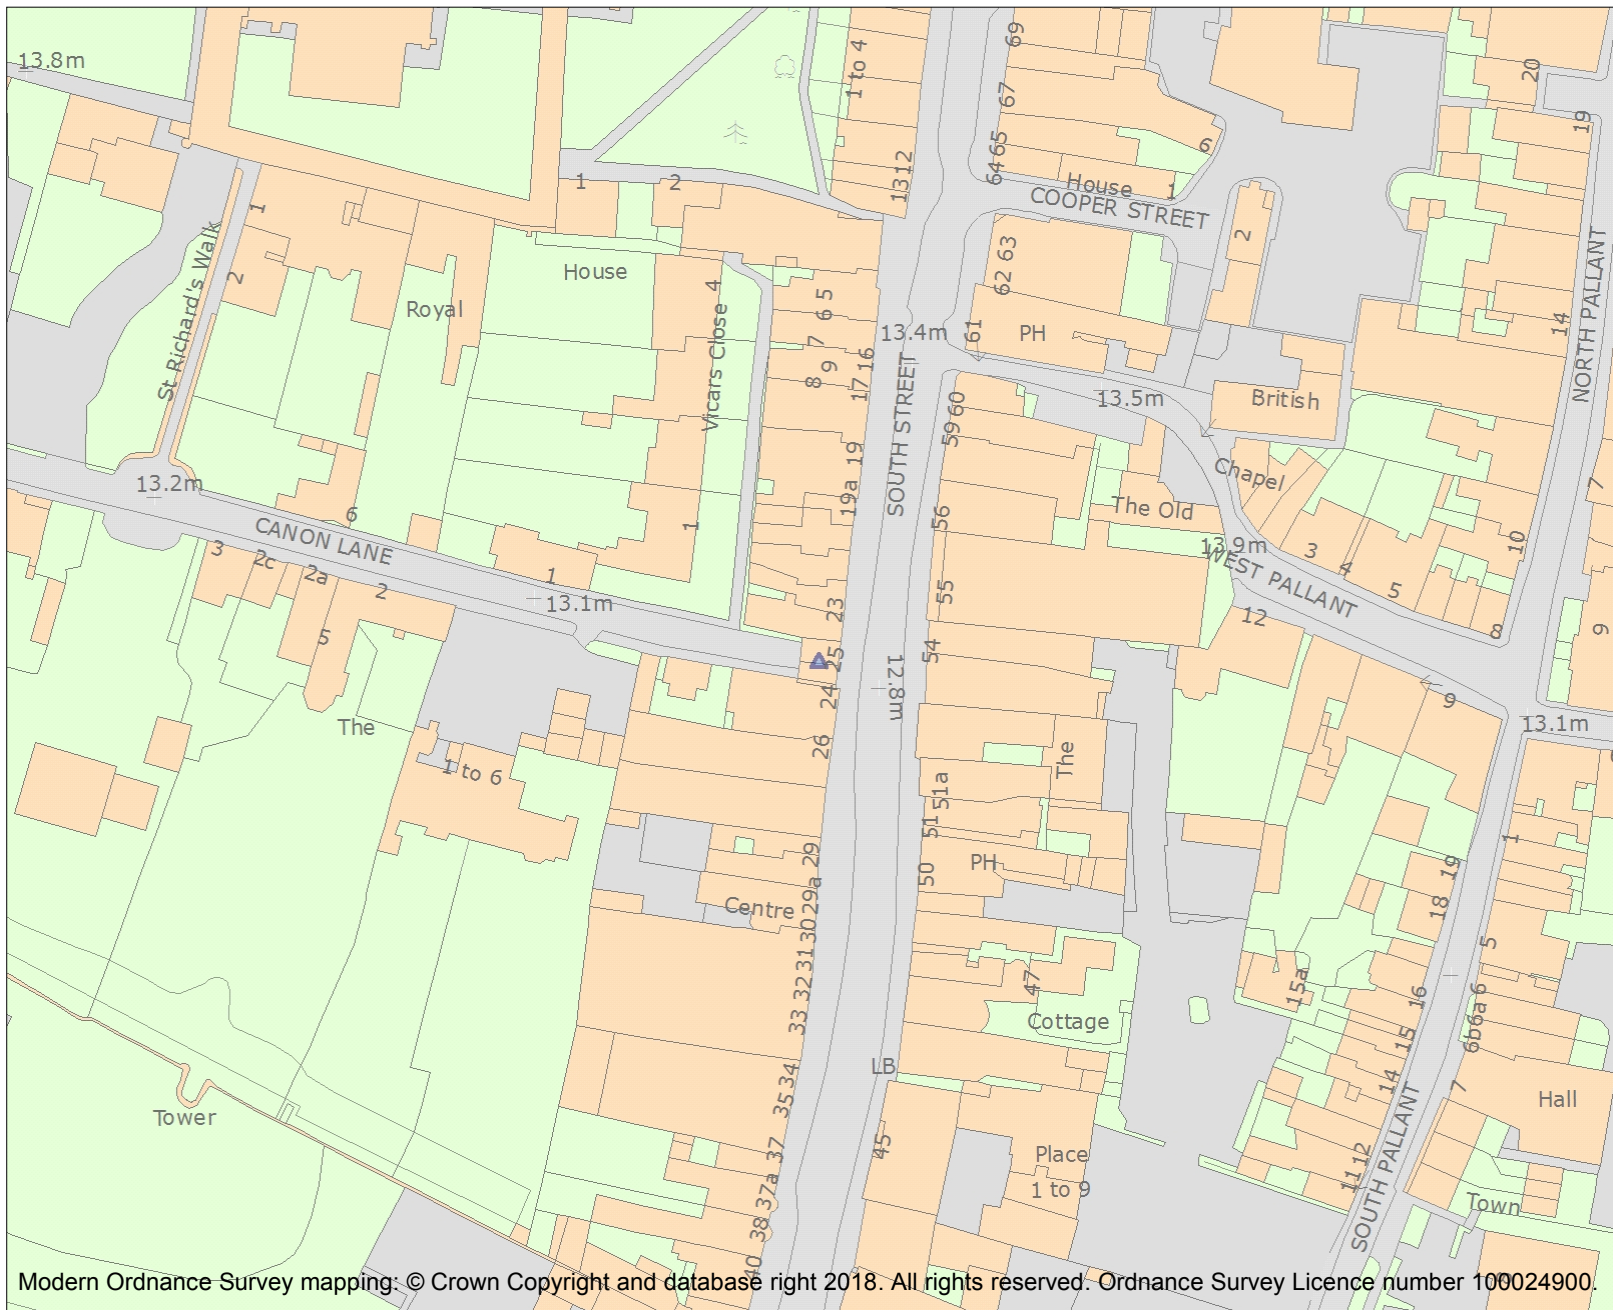 13.8m
1 to 4
69
67
65
64
6
20
19
12
13
1
2
House
1
COOPER STREET
1
2
St Richard's Walk
Royal
House
Vicars Close
4
5
6
7
8
9
16
17
13.4m
63
62
61
PH
2
14
NORTH PALLANT
SOUTH STREET
60
59
13.5m
British
Chapel
The Old
19
19a
56
7
10
13.2m
6
CANON LANE
1
13.9m
WEST PALLANT
3
4
5
3
2c
2a
2
5
1
13.1m
23
25
24
55
54
12
8
9
12.8m
26
The
1 to 6
The
9
13.1m
51a
51
50
PH
29
29a
Centre
30
31
32
33
19
18
1
5
47
Cottage
15a
16
15
14
6
6a
6b
7
LB
34
35
37
37a
38
40
45
Tower
Place
1 to 9
11
12
SOUTH PALLANT
Hall
Town
Modern Ordnance Survey mapping: © Crown Copyright and database right 2018. All rights reserved. Ordnance Survey Licence number 100024900.